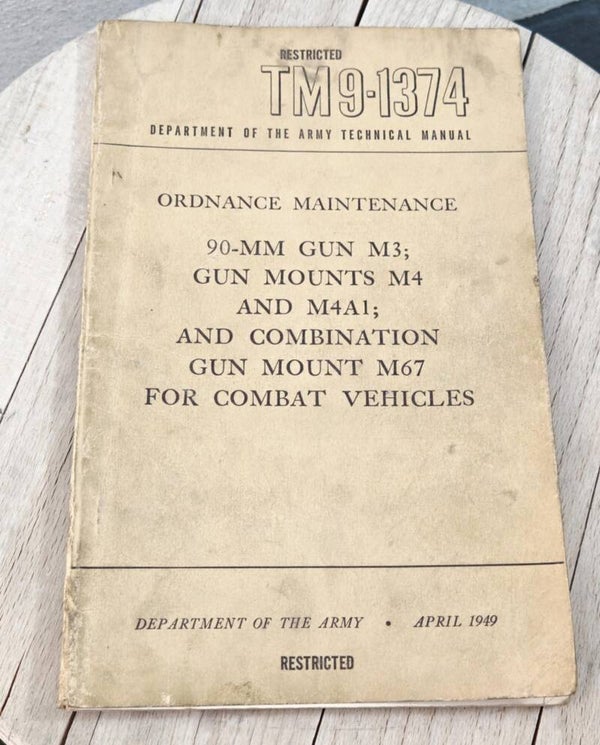 RESTRICTED
TM 9-1374
DEPARTMENT OF THE ARMY TECHNICAL MANUAL
ORDNANCE MAINTENANCE
90-MM GUN M3;
GUN MOUNTS M4
AND M4A1;
AND COMBINATION
GUN MOUNT M67
FOR COMBAT VEHICLES
DEPARTMENT OF THE ARMY • APRIL 1949
RESTRICTED